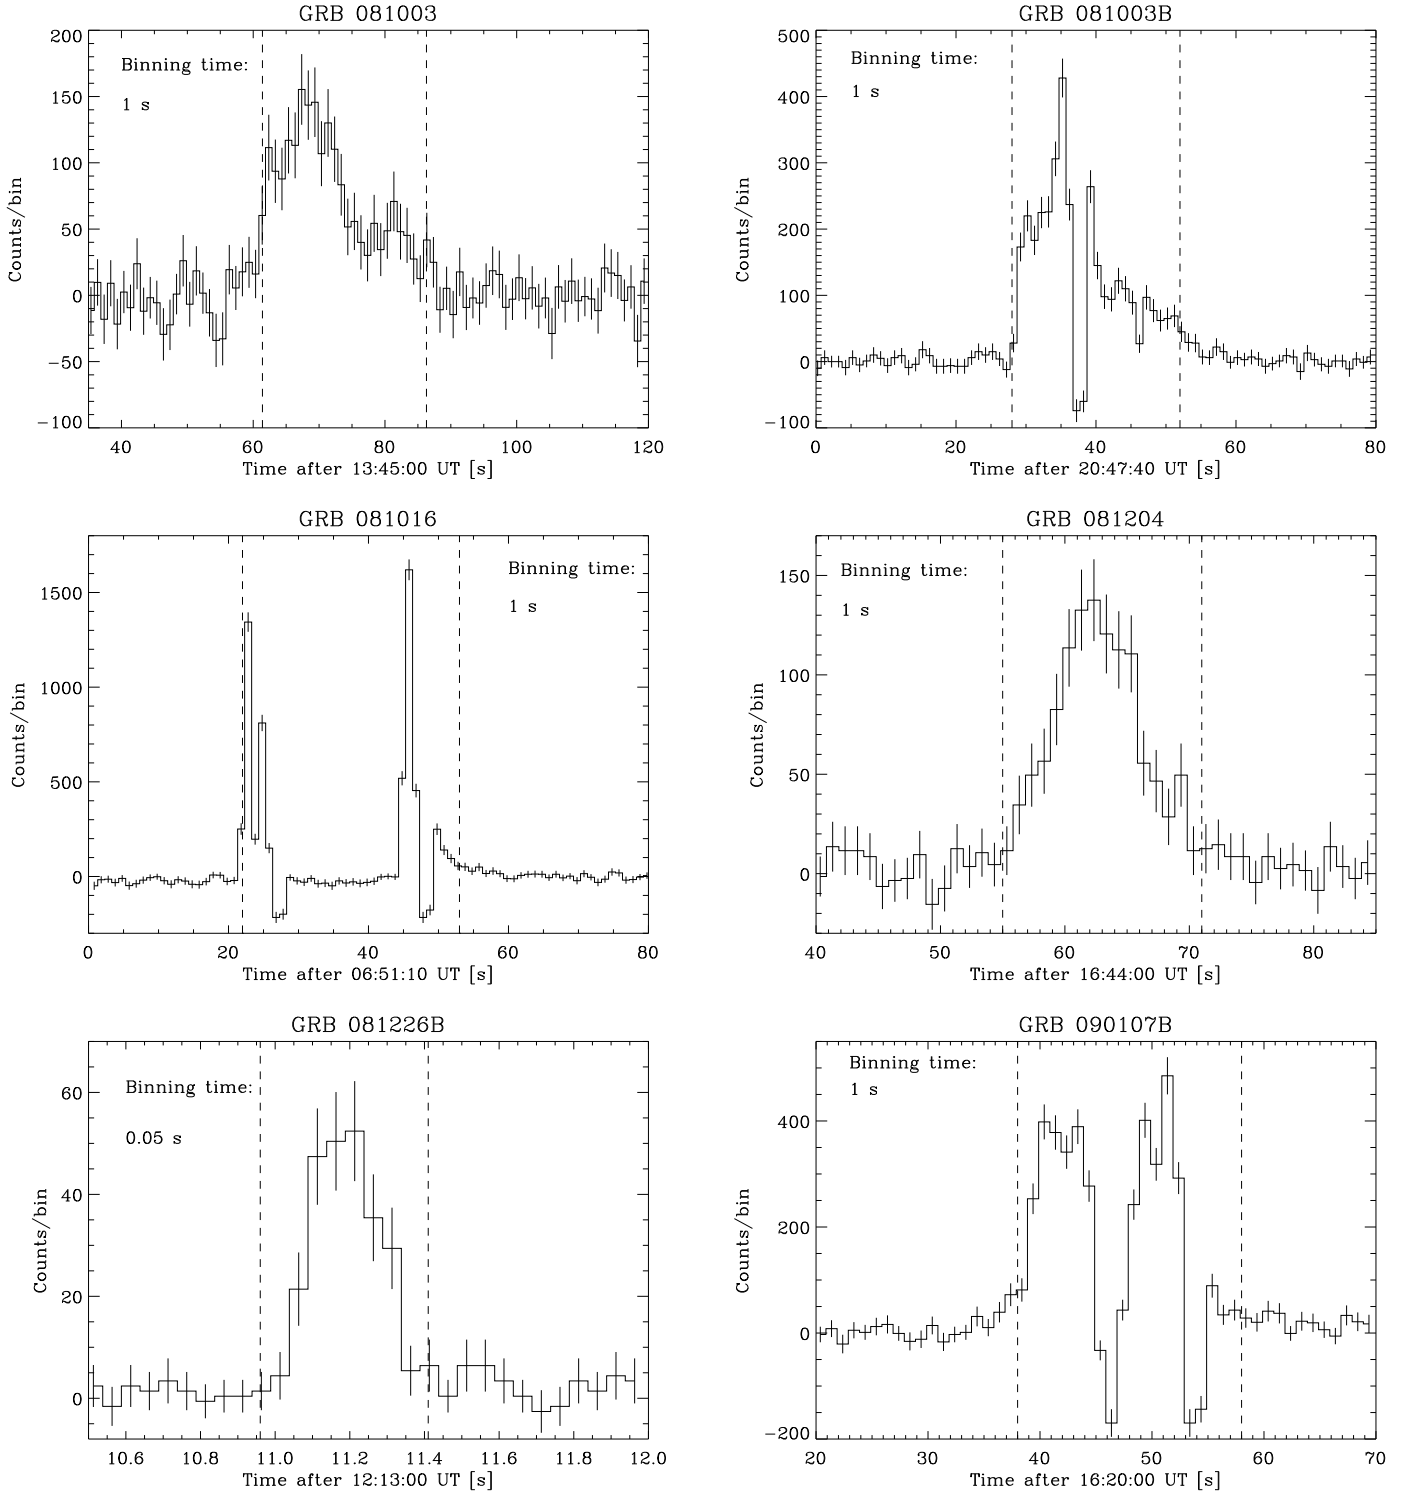 GRB 081003
200
150
100
50
0
−50
−100
Counts/bin
Binning time:
1 s
40 60 80 100 120
Time after 13:45:00 UT [s]
GRB 081003B
500
400
300
200
100
0
−100
Counts/bin
Binning time:
1 s
0 20 40 60 80
Time after 20:47:40 UT [s]
GRB 081016
1500
1000
500
0
Counts/bin
Binning time:
1 s
0 20 40 60 80
Time after 06:51:10 UT [s]
GRB 081204
150
100
50
0
Counts/bin
Binning time:
1 s
40 50 60 70 80
Time after 16:44:00 UT [s]
GRB 081226B
60
40
20
0
Counts/bin
Binning time:
0.05 s
10.6 10.8 11.0 11.2 11.4 11.6 11.8 12.0
Time after 12:13:00 UT [s]
GRB 090107B
400
200
0
−200
Counts/bin
Binning time:
1 s
20 30 40 50 60 70
Time after 16:20:00 UT [s]